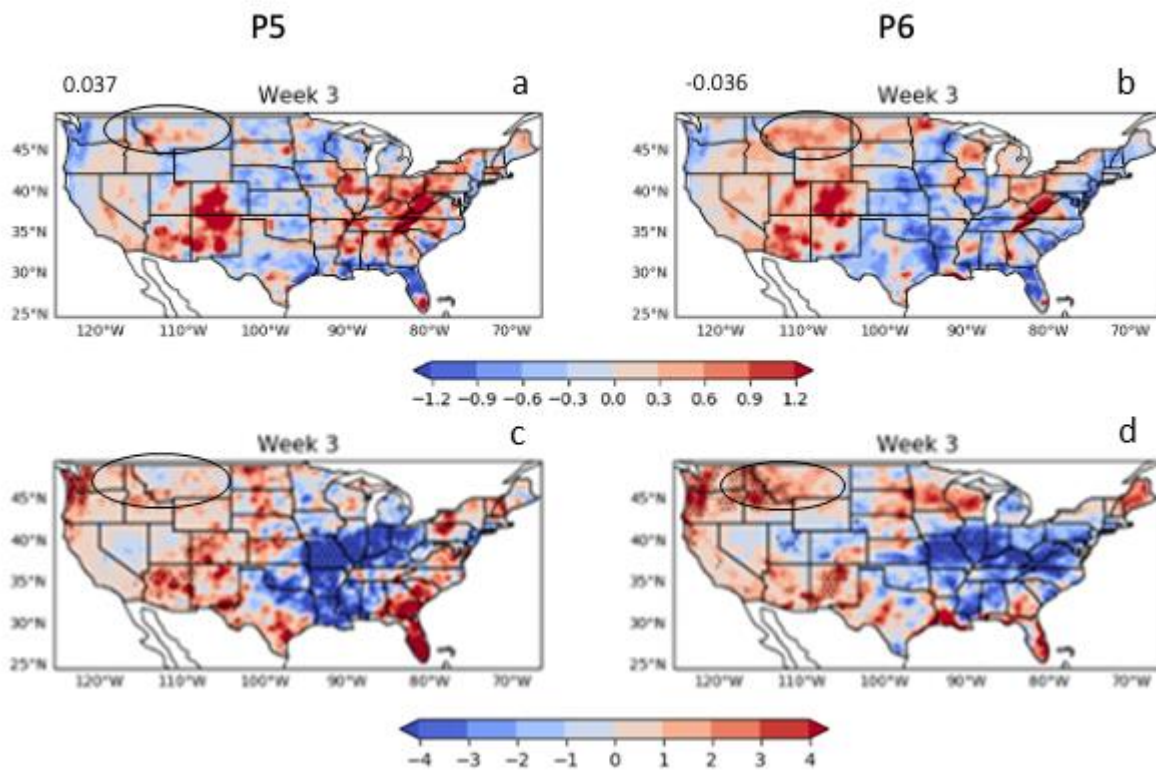 P5 P6
0.037 Week 3 a -0.036 Week 3 b
45°N 45°N
40°N 40°N
35°N 35°N
30°N 30°N
25°N 25°N
120°W 110°W 100°W 90°W 80°W 70°W 120°W 110°W 100°W 90°W 80°W 70°W
−1.2 −0.9 −0.6 −0.3 0.0 0.3 0.6 0.9 1.2
Week 3 c Week 3 d
45°N 45°N
40°N 40°N
35°N 35°N
30°N 30°N
25°N 25°N
120°W 110°W 100°W 90°W 80°W 70°W 120°W 110°W 100°W 90°W 80°W 70°W
−4 −3 −2 −1 0 1 2 3 4